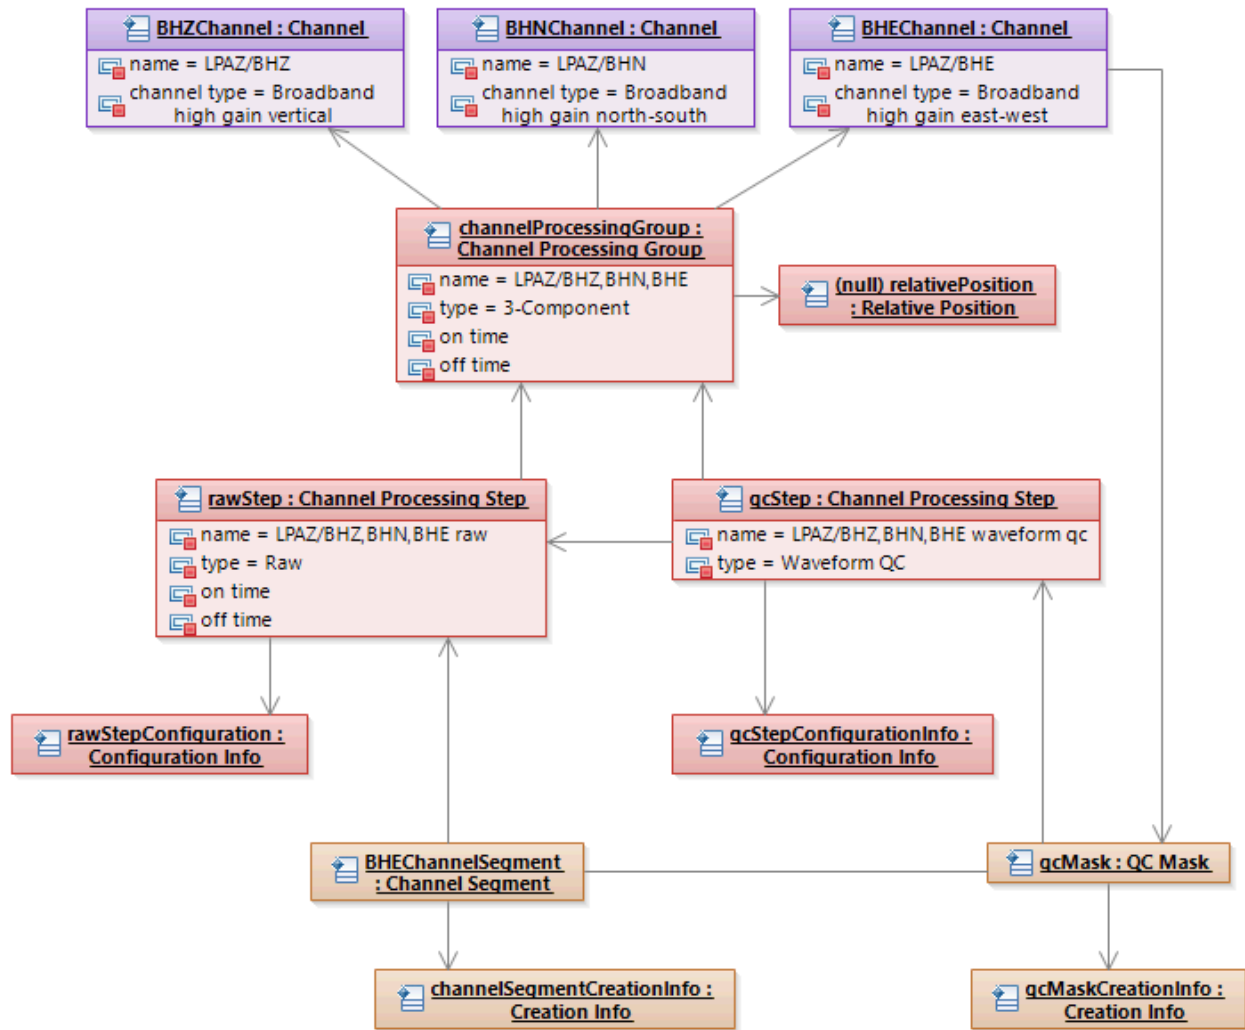 BHZChannel : Channel
name = LPAZ/BHZ
channel type = Broadband
high gain vertical
BHNChannel : Channel
name = LPAZ/BHN
channel type = Broadband
high gain north-south
BHEChannel : Channel
name = LPAZ/BHE
channel type = Broadband
high gain east-west
channelProcessingGroup :
Channel Processing Group
name = LPAZ/BHZ,BHN,BHE
type = 3-Component
on time
off time
(null) relativePosition
: Relative Position
rawStep : Channel Processing Step
name = LPAZ/BHZ,BHN,BHE raw
type = Raw
on time
off time
qcStep : Channel Processing Step
name = LPAZ/BHZ,BHN,BHE waveform qc
type = Waveform QC
rawStepConfiguration :
Configuration Info
qcStepConfigurationInfo :
Configuration Info
BHEChannelSegment
: Channel Segment
qcMask : QC Mask
channelSegmentCreationInfo :
Creation Info
qcMaskCreationInfo :
Creation Info